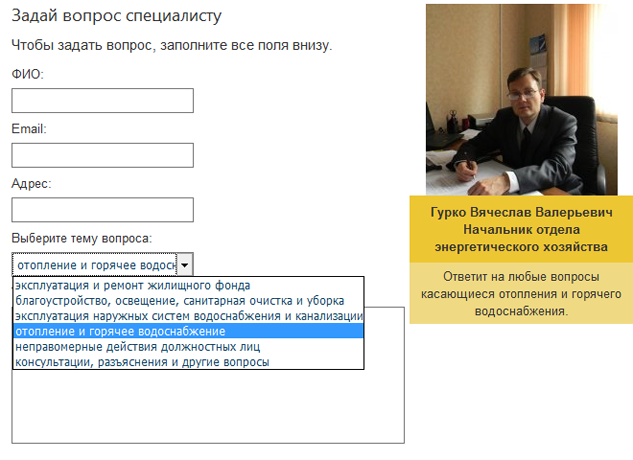 Задай вопрос специалисту
Чтобы задать вопрос, заполните все поля внизу.
ФИО:
Email:
Адрес:
Выберите тему вопроса:
отопление и горячее водосн
эксплуатация и ремонт жилищного фонда
благоустройство, освещение, санитарная очистка и уборка
эксплуатация наружных систем водоснабжения и канализации
отопление и горячее водоснабжение
неправомерные действия должностных лиц
консультации, разъяснения и другие вопросы
Гурко Вячеслав Валерьевич
Начальник отдела
энергетического хозяйства
Ответит на любые вопросы
касающиеся отопления и горячего
водоснабжения.